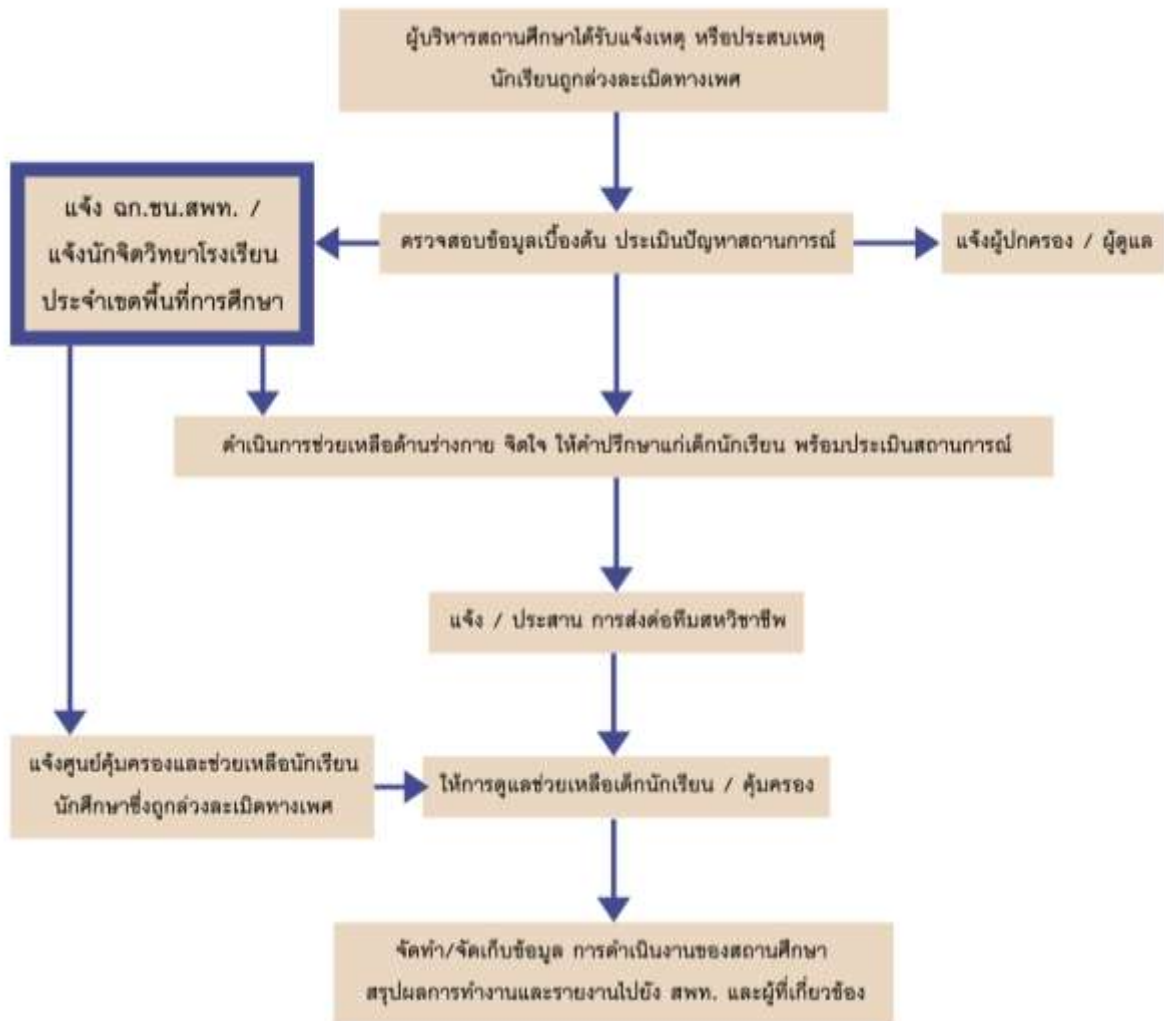 ผู้บริหารสถานศึกษาได้รับแจ้งเหตุ หรือประสบเหตุ
นักเรียนถูกล่วงละเมิดทางเพศ
แจ้ง ฉก.ชน.สพท. /
แจ้งนักจิตวิทยาโรงเรียน
ประจำเขตพื้นที่การศึกษา
ตรวจสอบข้อมูลเบื้องต้น ประเมินปัญหาสถานการณ์
แจ้งผู้ปกครอง / ผู้ดูแล
ดำเนินการช่วยเหลือด้านร่างกาย จิตใจ ให้คำปรึกษาแก่เด็กนักเรียน พร้อมประเมินสถานการณ์
แจ้ง / ประสาน การส่งต่อทีมสหวิชาชีพ
แจ้งศูนย์คุ้มครองและช่วยเหลือนักเรียน
นักศึกษาซึ่งถูกล่วงละเมิดทางเพศ
ให้การดูแลช่วยเหลือเด็กนักเรียน / คุ้มครอง
จัดทำ/จัดเก็บข้อมูล การดำเนินงานของสถานศึกษา
สรุปผลการทำงานและรายงานไปยัง สพท. และผู้ที่เกี่ยวข้อง